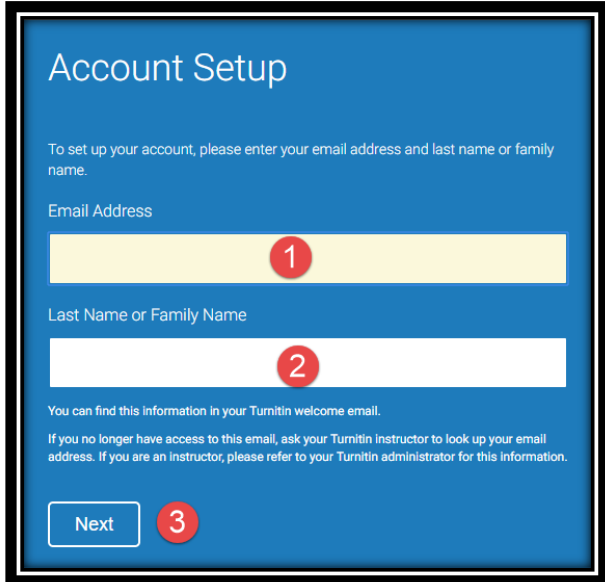 Account Setup
To set up your account, please enter your email address and last name or family
name.
Email Address
1
Last Name or Family Name
2
You can find this information in your Turnitin welcome email.
If you no longer have access to this email, ask your Turnitin instructor to look up your email
address. If you are an instructor, please refer to your Turnitin administrator for this information.
Next 3